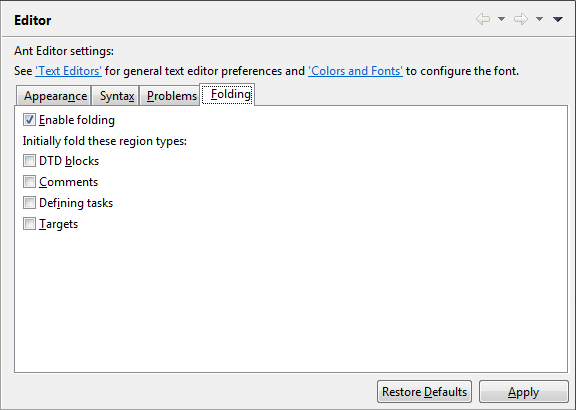 Editor
Ant Editor settings:
See 'Text Editors' for general text editor preferences and 'Colors and Fonts' to configure the font.
Appearance Syntax Problems Folding
Enable folding
Initially fold these region types:
DTD blocks
Comments
Defining tasks
Targets
Restore Defaults Apply